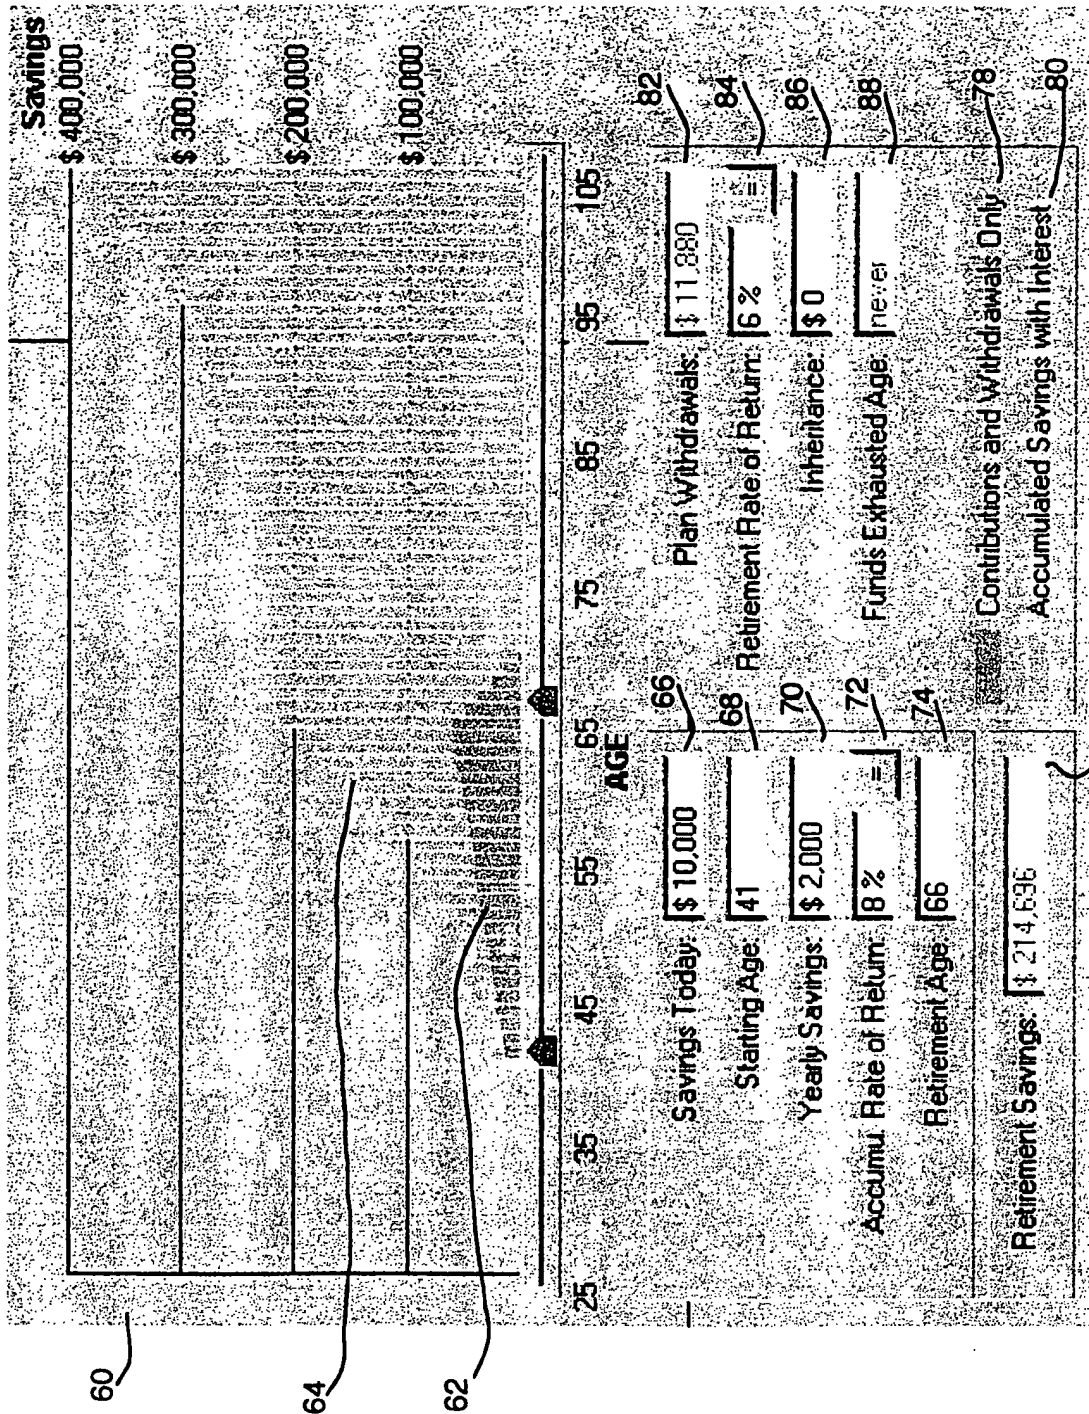 Savings
$ 400,000
$ 300,000
$200,000
$ 100,000
60
64
62
25 35 45 55 65 75 85 95 105
AGE
Savings Today: $ 10,000 66
Starting Age: 41 68
Yearly Savings: $ 2,000 70
Accumu. Rate of Return: 8 % = 72
Retirement Age: 66 74
Retirement Savings: $ 214,696
Plan Withdrawals: $ 11,880 82
Retirement Rate of Return: 6 % = 84
Inheritance: $ 0 86
Funds Exhausted Age: never 88
Contributions and Withdrawals Only 78
Accumulated Savings with Interest 80